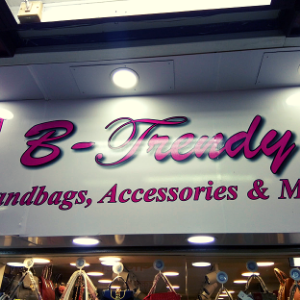 B-Trendy
andbags, Accessories & M